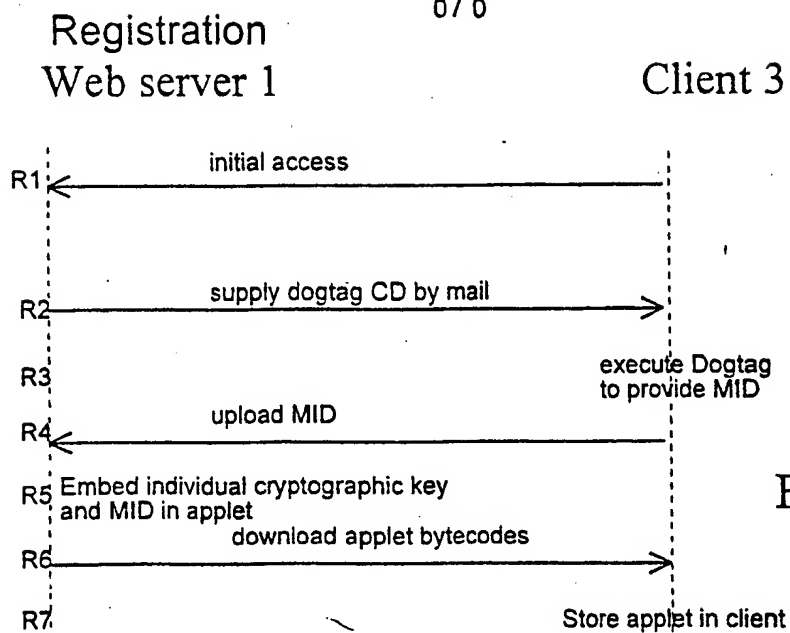 Registration
Web server 1
Client 3
R1
initial access
R2
supply dogtag CD by mail
R3
execute Dogtag
to provide MID
R4
upload MID
R5
Embed individual cryptographic key
and MID in applet
R6
download applet bytecodes
R7
Store applet in client